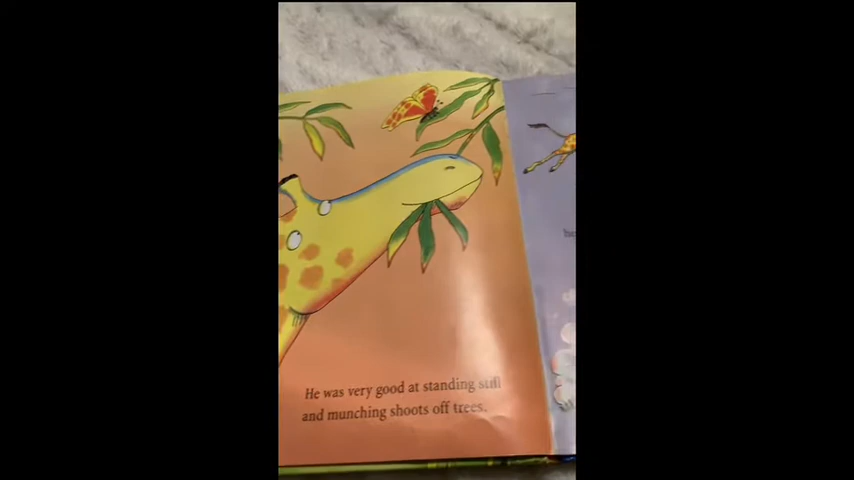 He was very good at standing still
and munching shoots off trees.